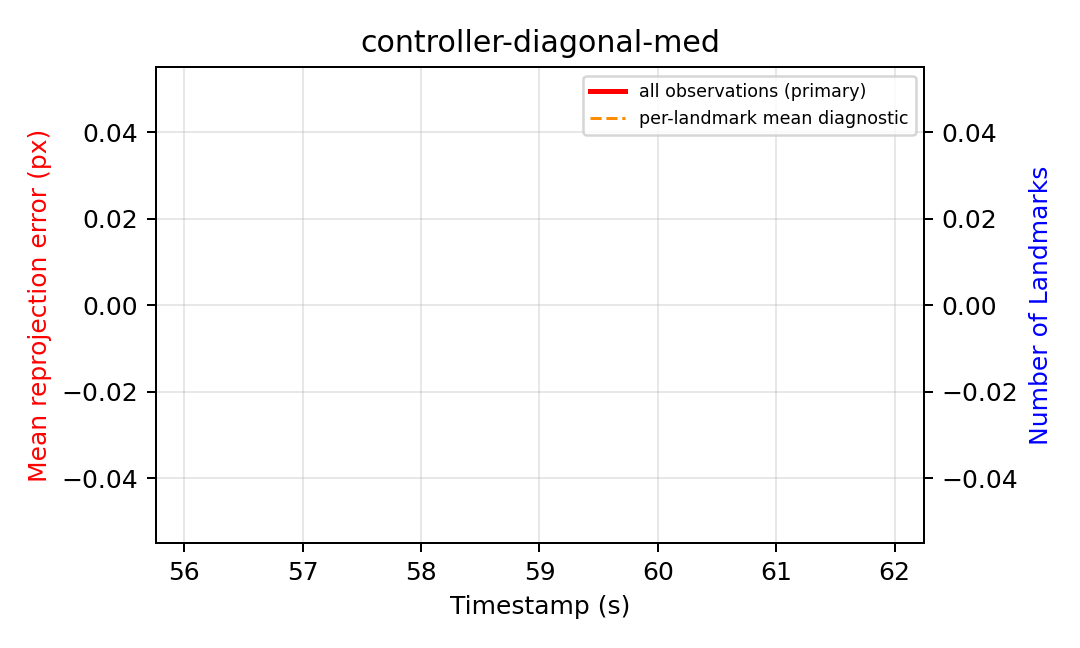 controller-diagonal-med
all observations (primary)
per-landmark mean diagnostic
Mean reprojection error (px)
0.04
0.02
0.00
−0.02
−0.04
0.04
0.02
0.00
−0.02
−0.04
Number of Landmarks
56 57 58 59 60 61 62
Timestamp (s)